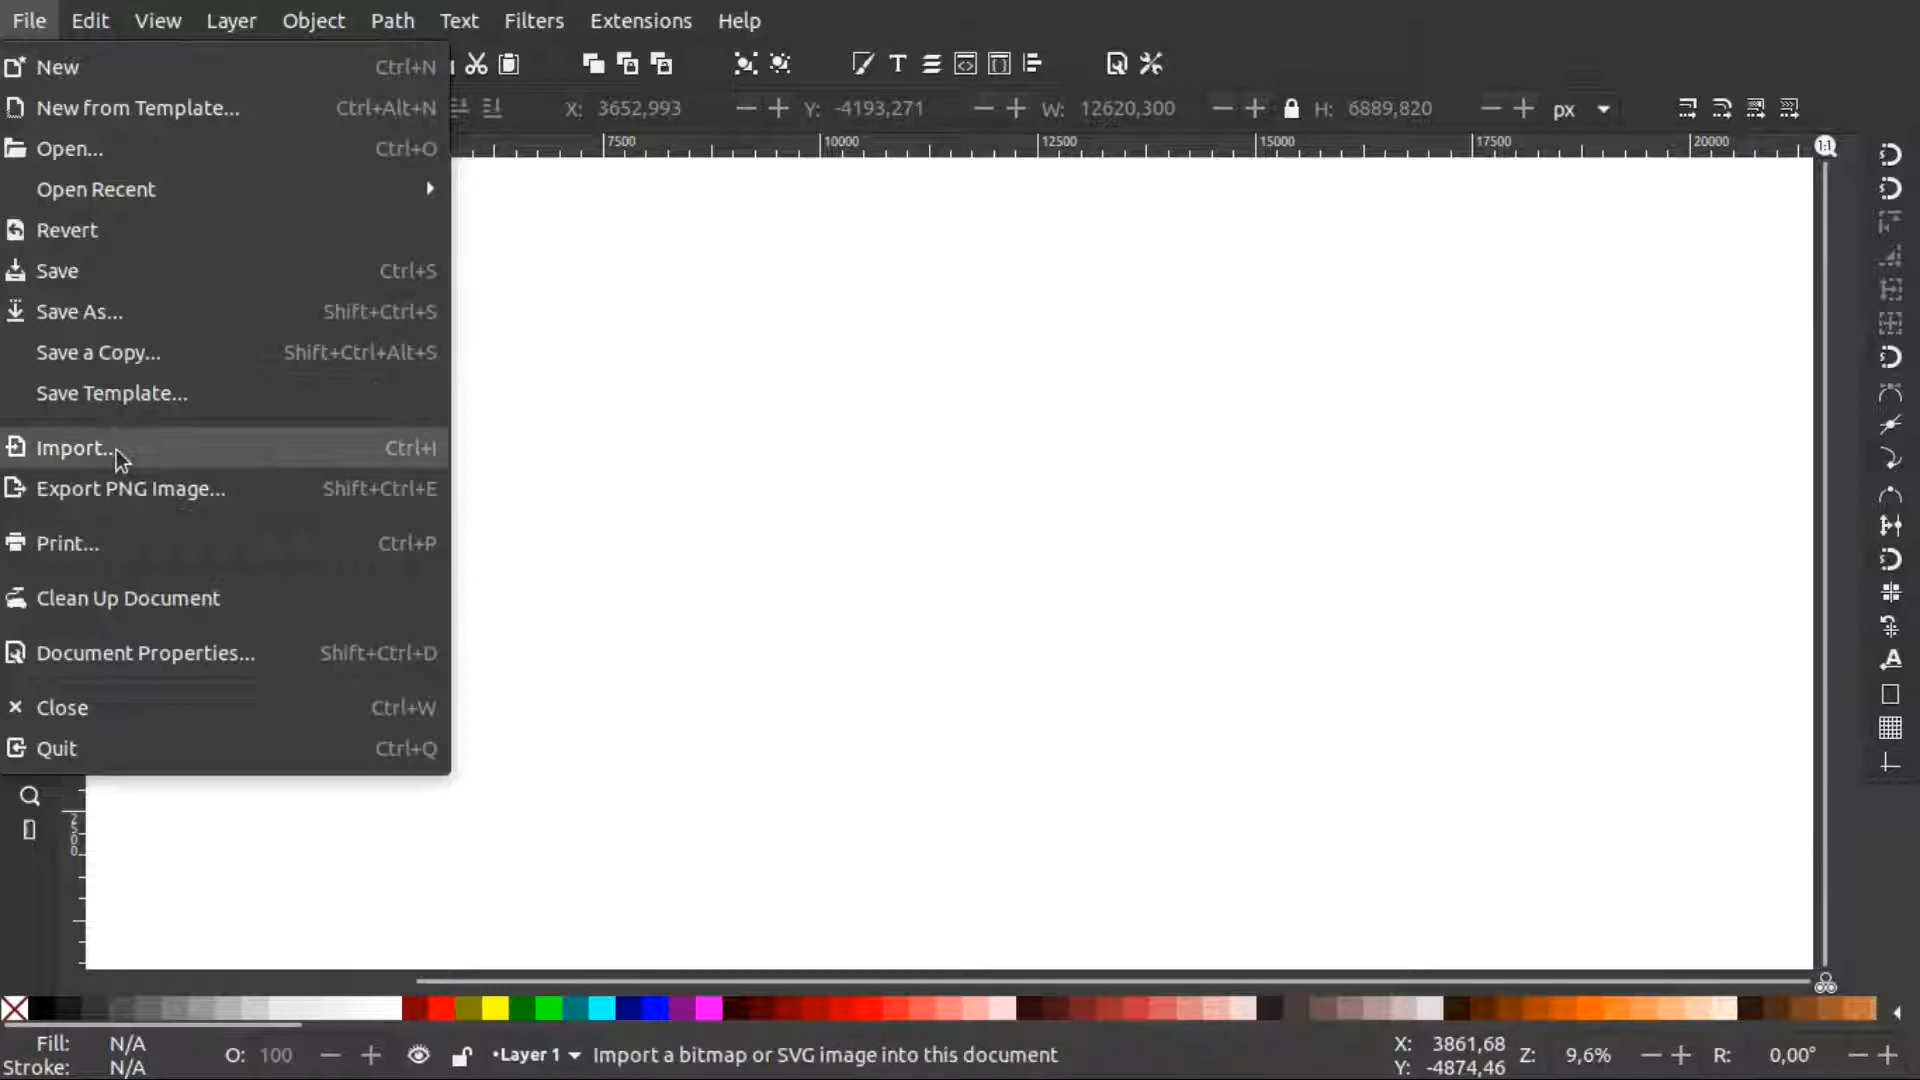 File Edit View Layer Object Path Text Filters Extensions Help
New Ctrl+N
New from Template... Ctrl+Alt+N
X: 3652,993 Y: -4193,271 W: 12620,300 H: 6889,820 px
Open... Ctrl+O
7500 10000 12500 15000 17500 20000
1:1
Open Recent
Revert
Save Ctrl+S
Save As... Shift+Ctrl+S
Save a Copy... Shift+Ctrl+Alt+S
Save Template...
Import... Ctrl+I
Export PNG Image... Shift+Ctrl+E
Print... Ctrl+P
Clean Up Document
Document Properties... Shift+Ctrl+D
Close Ctrl+W
Quit Ctrl+Q
2500
Fill: N/A
Stroke: N/A
O: 100
•Layer 1
Import a bitmap or SVG image into this document
X: 3861,68
Y: -4874,46
Z: 9,6%
R: 0,00°